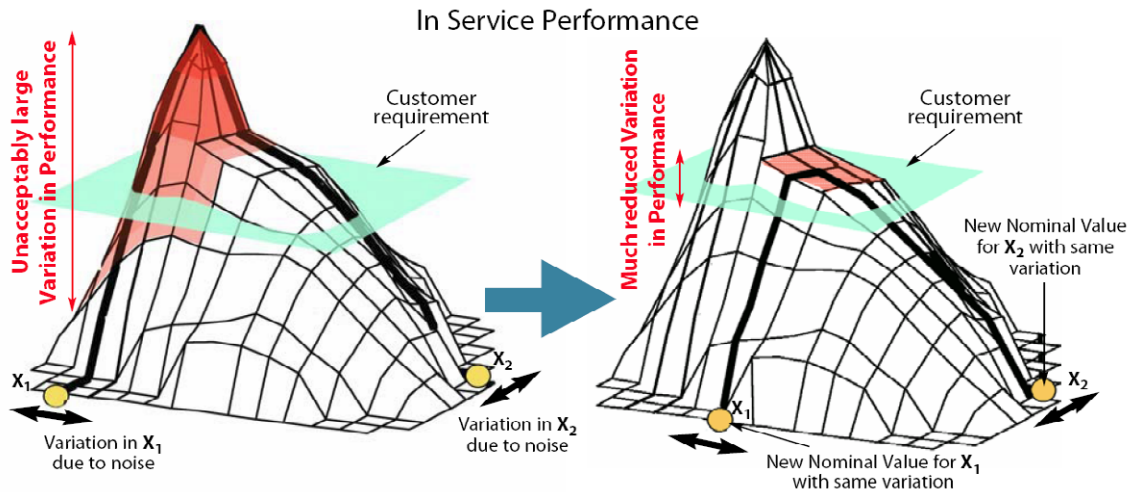 In Service Performance
Unacceptably large
Variation in Performance
Customer
requirement
X1
X2
Variation in X1
due to noise
Variation in X2
due to noise
Much reduced Variation
in Performance
Customer
requirement
New Nominal Value
for X2 with same
variation
X1
X2
New Nominal Value for X1
with same variation